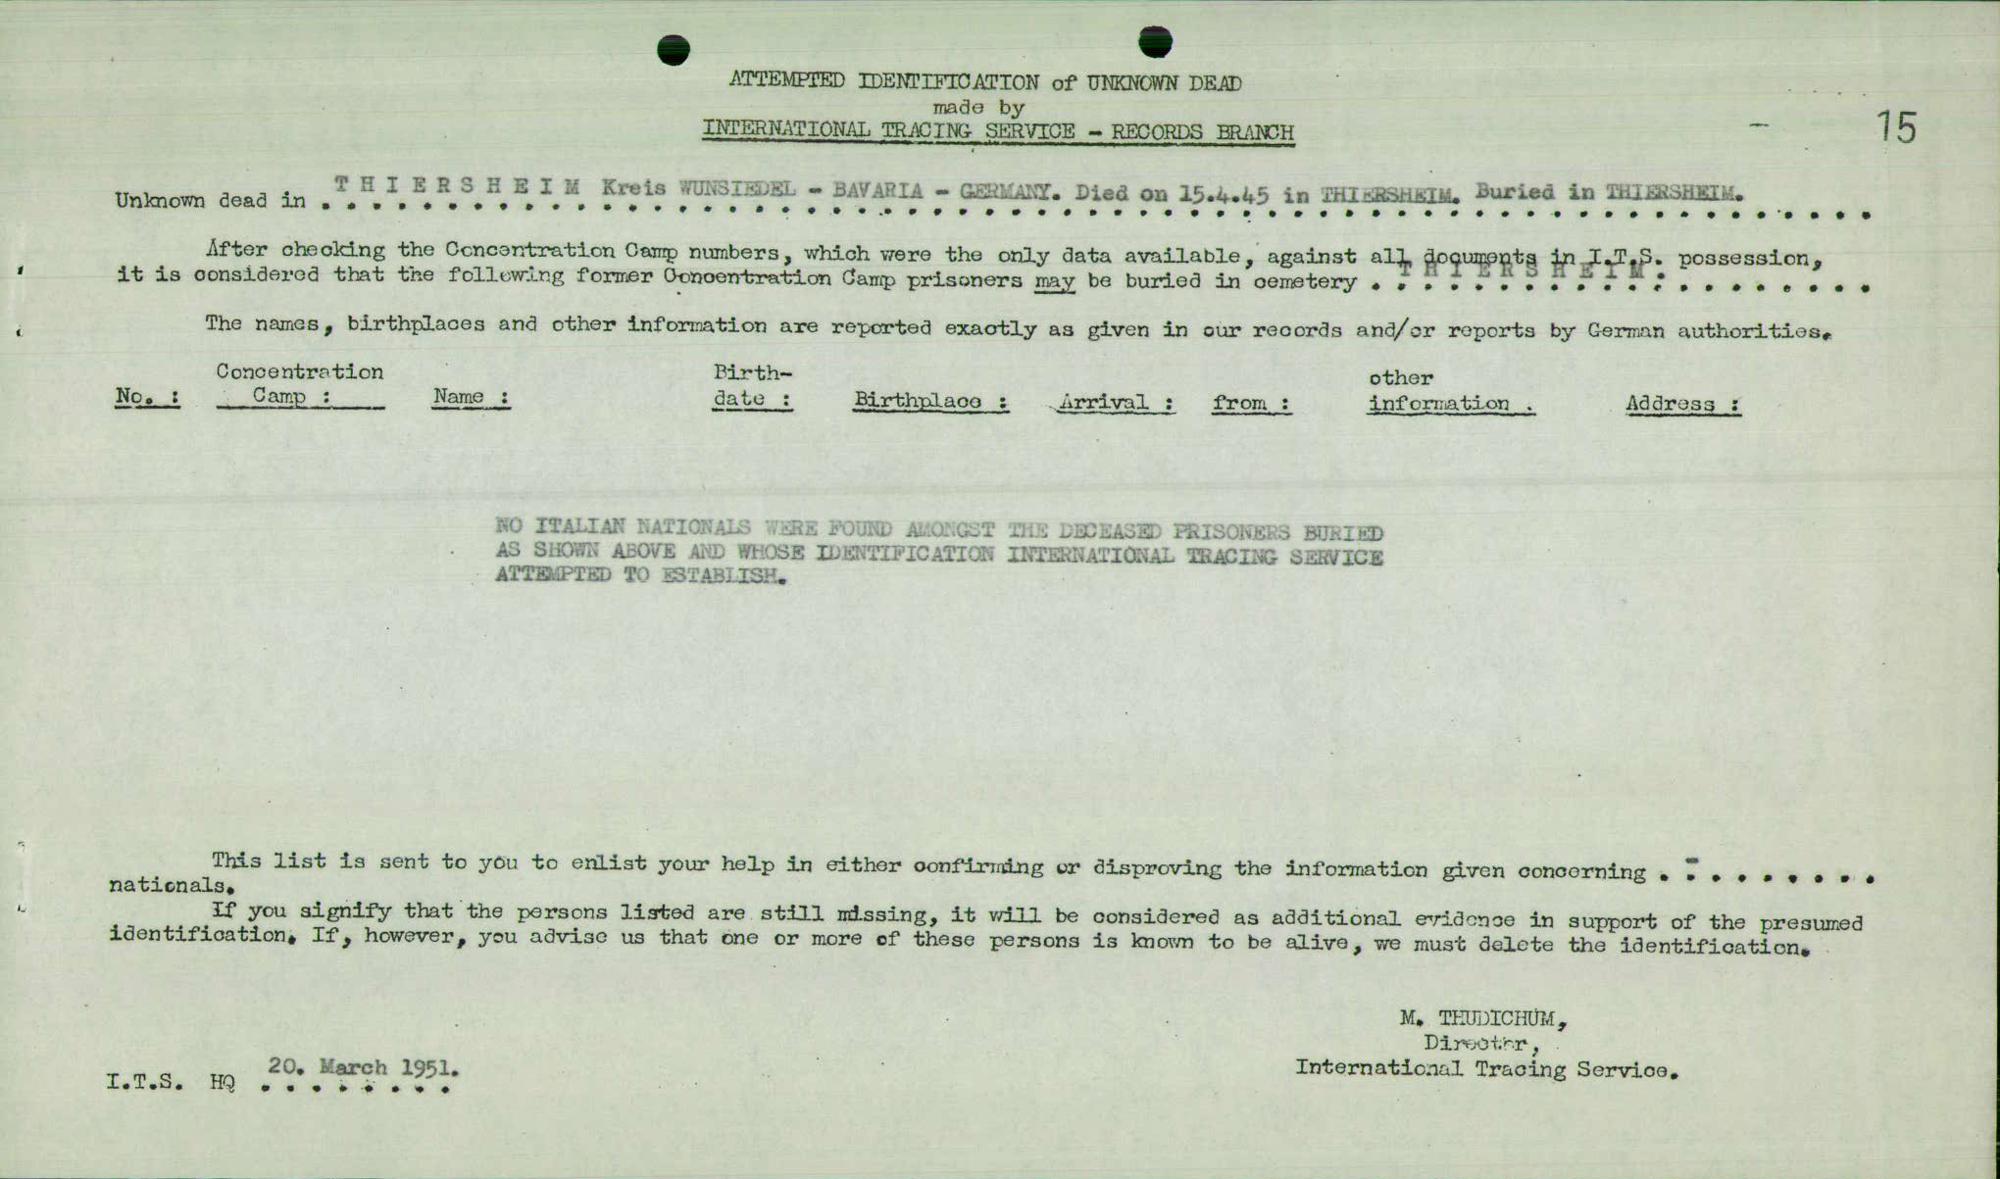 ATTEMPTED IDENTIFICATION of UNKNOWN DEAD
made by
INTERNATIONAL TRACING SERVICE - RECORDS BRANCH
- 15
Unknown dead in T H I E R S H E I M Kreis WUNSIEDEL - BAVARIA - GERMANY. Died on 15.4.45 in THIERSHEIM. Buried in THIERSHEIM.
After checking the Concentration Camp numbers, which were the only data available, against all documents in I.T.S. possession,
it is considered that the following former Concentration Camp prisoners may be buried in cemetery T H I E R S H E I M.
The names, birthplaces and other information are reported exactly as given in our records and/or reports by German authorities.
No. : Concentration Camp : Name : Birth- date : Birthplace : Arrival : from : other information . Address :
NO ITALIAN NATIONALS WERE FOUND AMONGST THE DECEASED PRISONERS BURIED
AS SHOWN ABOVE AND WHOSE IDENTIFICATION INTERNATIONAL TRACING SERVICE
ATTEMPTED TO ESTABLISH.
This list is sent to you to enlist your help in either confirming or disproving the information given concerning . - . . . . . . .
nationals.
If you signify that the persons listed are still missing, it will be considered as additional evidence in support of the presumed
identification. If, however, you advise us that one or more of these persons is known to be alive, we must delete the identification.
M. THUDICHUM,
Director,
International Tracing Service.
I.T.S. HQ 20. March 1951.